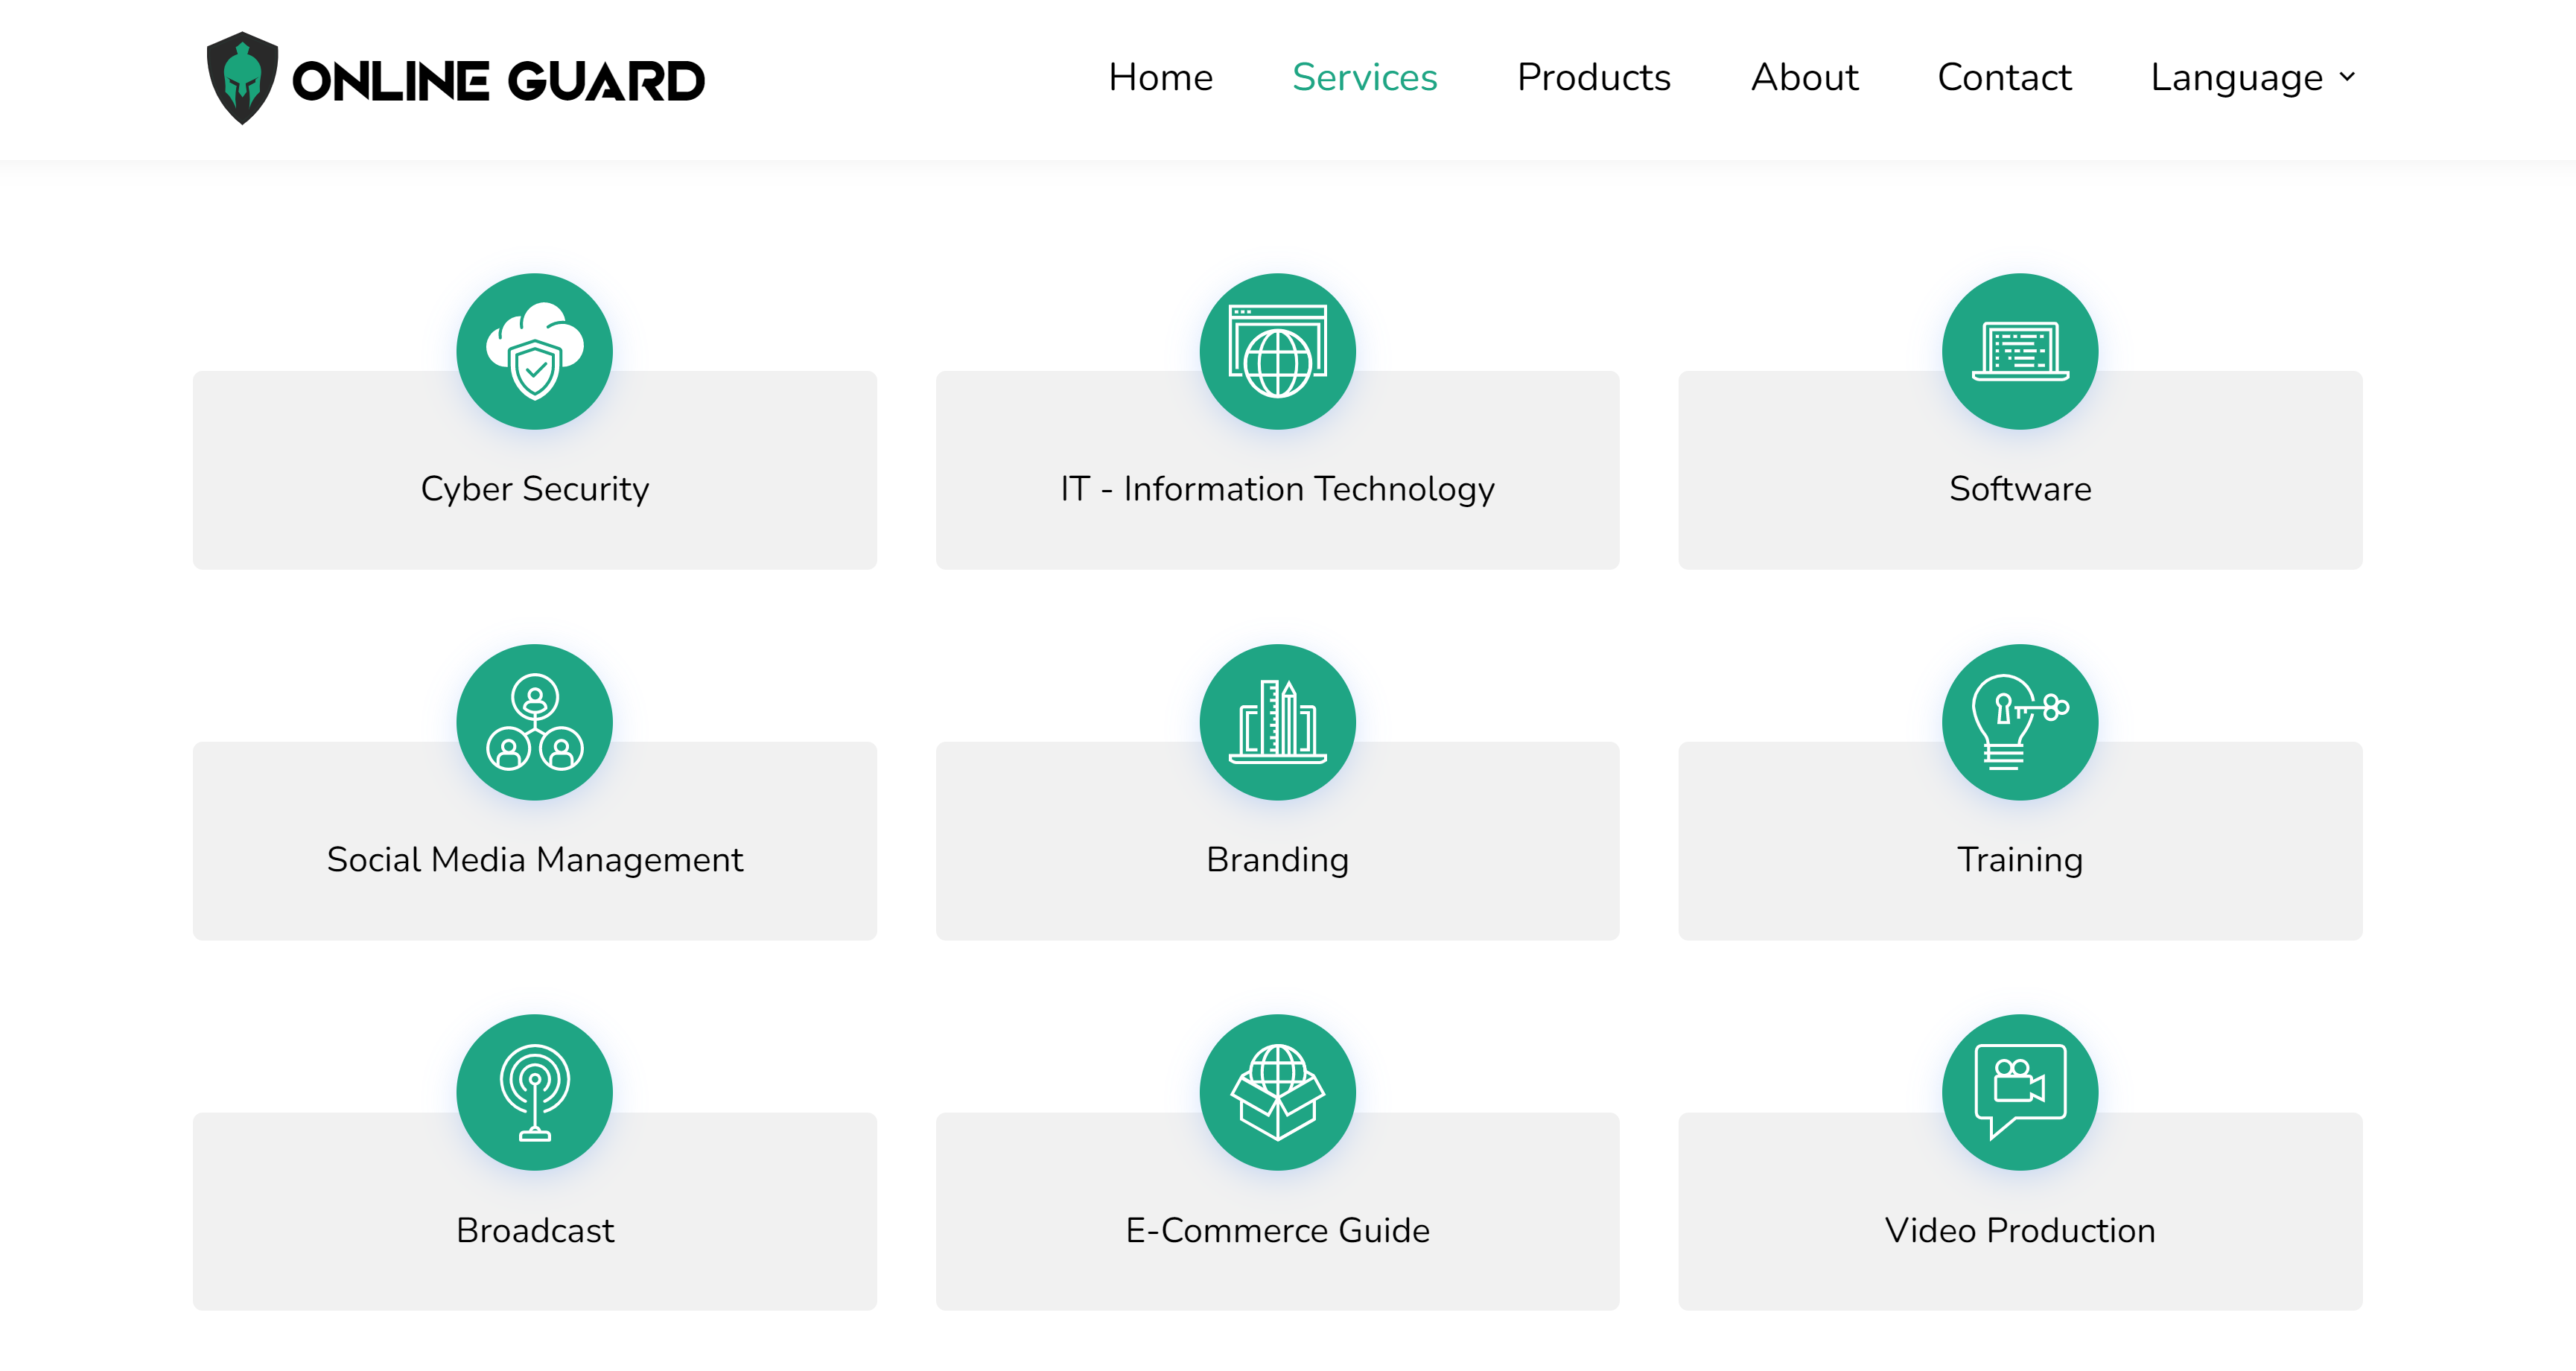 ONLINE GUARD
Home Services Products About Contact Language
Cyber Security
IT - Information Technology
Software
Social Media Management
Branding
Training
Broadcast
E-Commerce Guide
Video Production